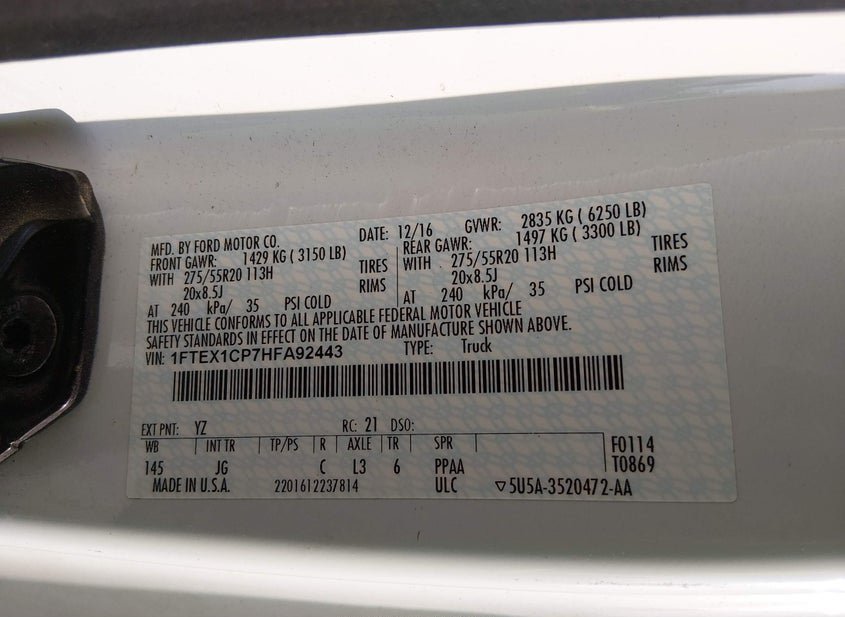 MFD. BY FORD MOTOR CO.
DATE: 12/16 GVWR: 2835 KG ( 6250 LB)
FRONT GAWR: 1429 KG ( 3150 LB)
WITH 275/55R20 113H TIRES
20x8.5J RIMS
AT 240 kPa/ 35 PSI COLD
REAR GAWR: 1497 KG ( 3300 LB)
WITH 275/55R20 113H TIRES
20x8.5J RIMS
AT 240 kPa/ 35 PSI COLD
THIS VEHICLE CONFORMS TO ALL APPLICABLE FEDERAL MOTOR VEHICLE
SAFETY STANDARDS IN EFFECT ON THE DATE OF MANUFACTURE SHOWN ABOVE.
VIN: 1FTEX1CP7HFA92443 TYPE: Truck
EXT PNT: YZ RC: 21 DSO:
WB INT TR TP/PS R AXLE TR SPR
145 JG C L3 6 PPAA
F0114
T0869
MADE IN U.S.A. 2201612237814 ULC ▽5U5A-3520472-AA